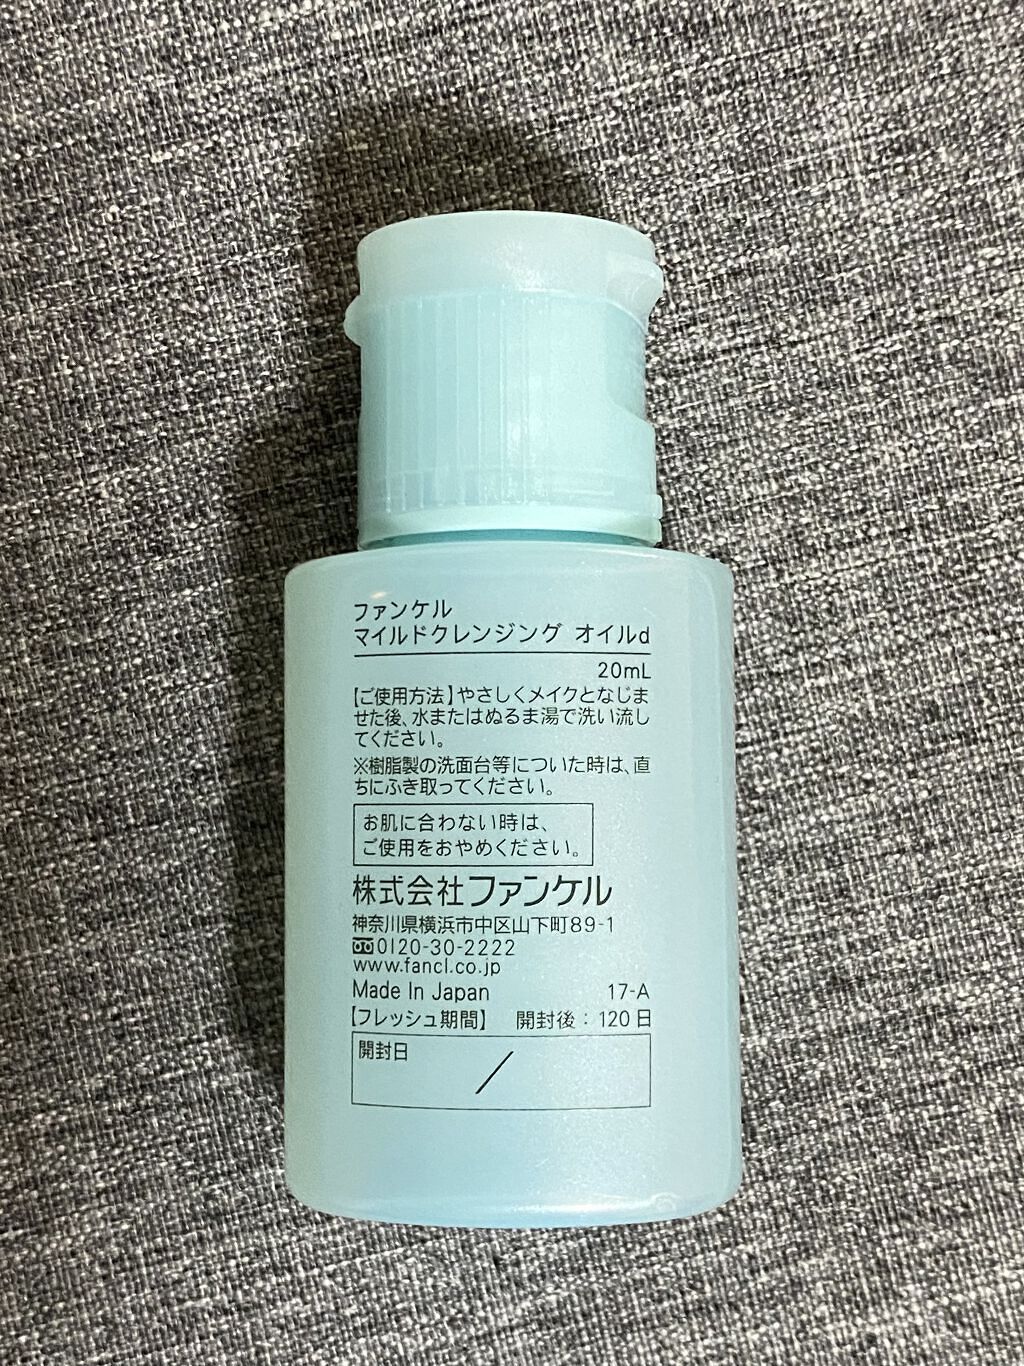 ファンケル
マイルドクレンジング オイルd
20mL
【ご使用方法】やさしくメイクとなじま
せた後、水またはぬるま湯で洗い流し
てください。
※樹脂製の洗面台等についた時は、直
ちにふき取ってください。
お肌に合わない時は、
ご使用をおやめください。
株式会社ファンケル
神奈川県横浜市中区山下町89-1
0120-30-2222
www.fancl.co.jp
Made In Japan 17-A
【フレッシュ期間】 開封後：120日
開封日 /